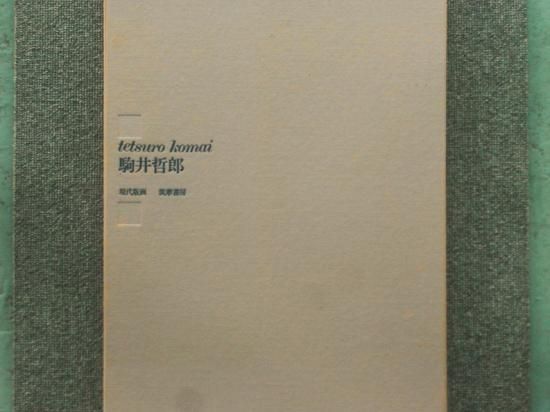 tetsuro komai
駒井哲郎
現代版画 筑摩書房